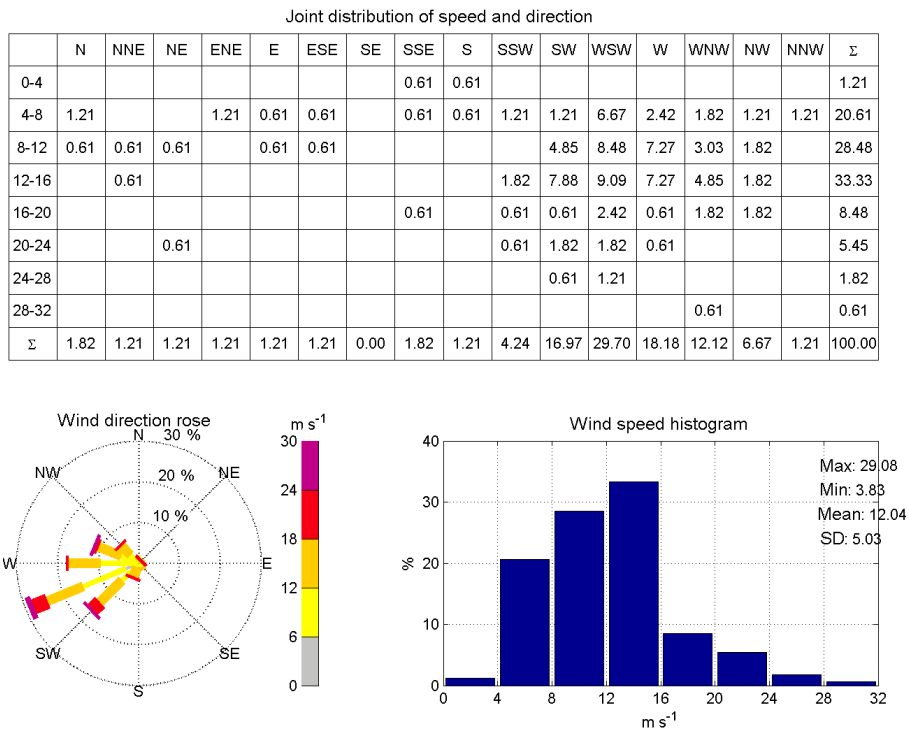 Joint distribution of speed and direction
N NNE NE ENE E ESE SE SSE S SSW SW WSW W WNW NW NNW Σ
0-4 0.61 0.61 1.21
4-8 1.21 1.21 0.61 0.61 0.61 0.61 1.21 1.21 6.67 2.42 1.82 1.21 1.21 20.61
8-12 0.61 0.61 0.61 0.61 0.61 4.85 8.48 7.27 3.03 1.82 28.48
12-16 0.61 1.82 7.88 9.09 7.27 4.85 1.82 33.33
16-20 0.61 0.61 0.61 2.42 0.61 1.82 1.82 8.48
20-24 0.61 0.61 1.82 1.82 0.61 5.45
24-28 0.61 1.21 1.82
28-32 0.61 0.61
Σ 1.82 1.21 1.21 1.21 1.21 1.21 0.00 1.82 1.21 4.24 16.97 29.70 18.18 12.12 6.67 1.21 100.00
Wind direction rose
N 30 %
NW 20 % NE
10 %
W E
SW SE
S
m s⁻¹
30
24
18
12
6
0
Wind speed histogram
40
30
20
10
0
%
Max: 29.08
Min: 3.83
Mean: 12.04
SD: 5.03
0 4 8 12 16 20 24 28 32
m s⁻¹